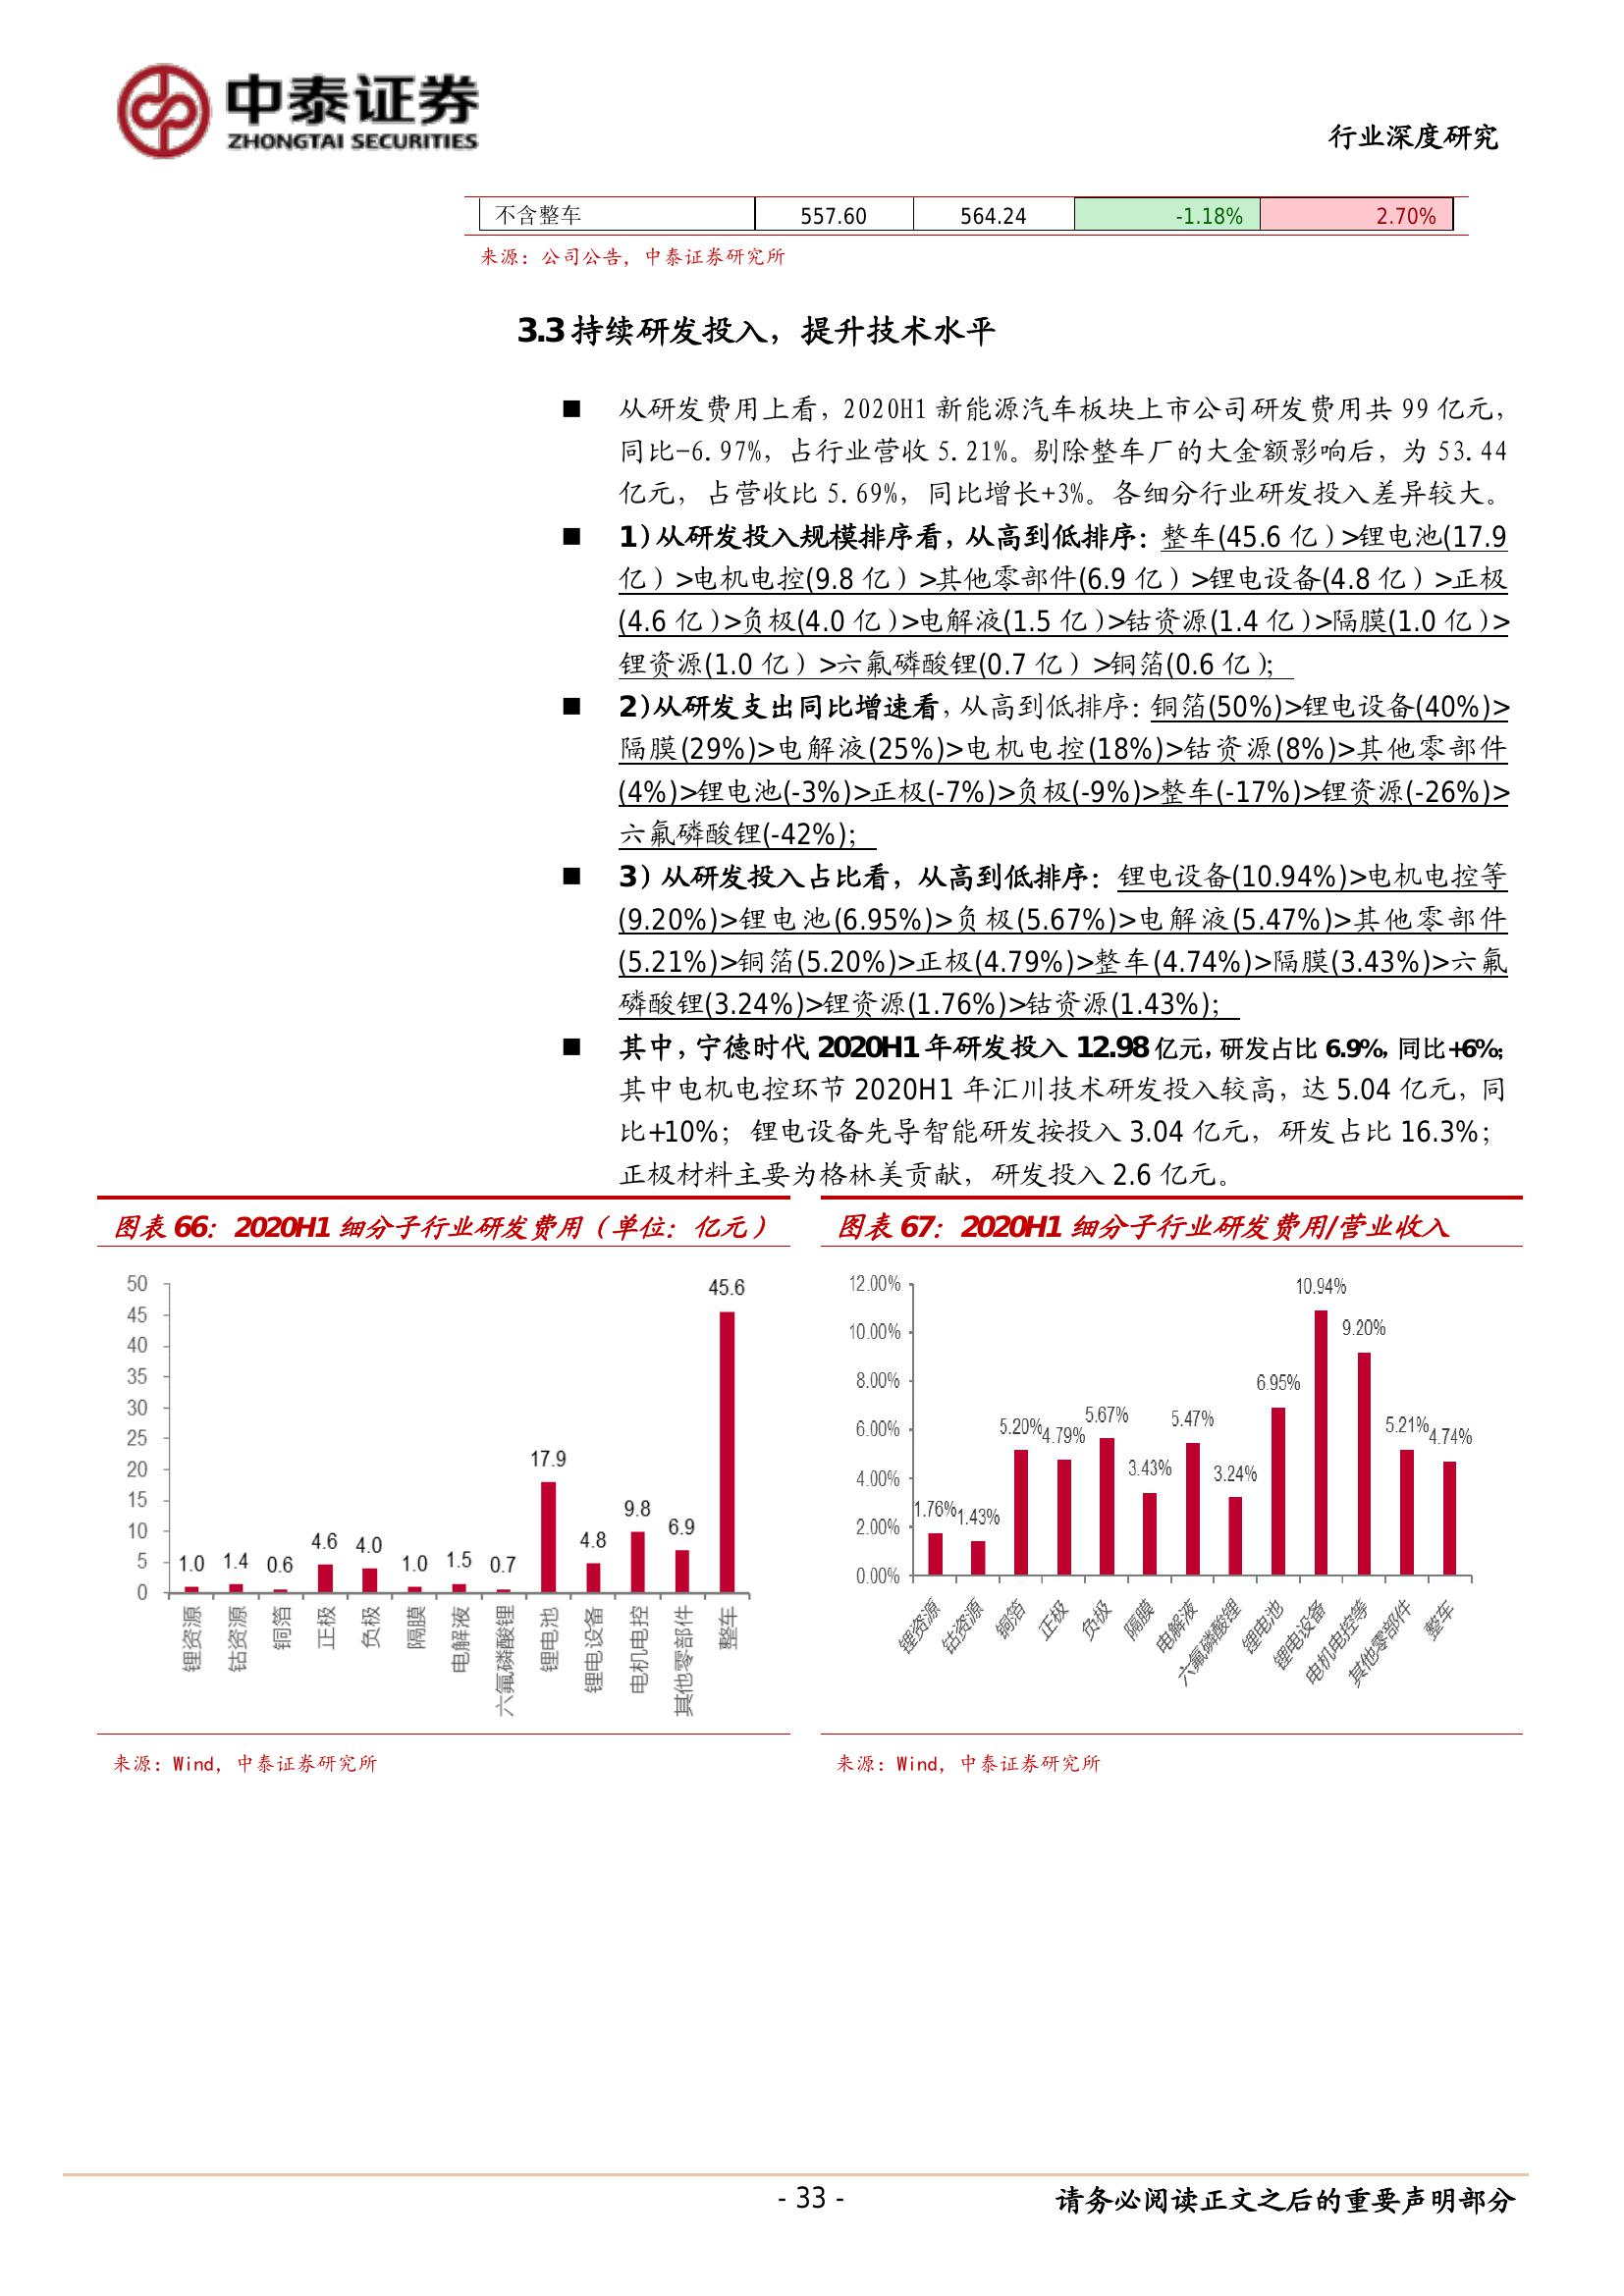 中泰证券
ZHONGTAI SECURITIES
行业深度研究
不含整车 557.60 564.24 -1.18% 2.70%
来源：公司公告，中泰证券研究所
3.3 持续研发投入，提升技术水平
■ 从研发费用上看，2020H1 新能源汽车板块上市公司研发费用共 99 亿元，
同比-6.97%，占行业营收 5.21%。剔除整车厂的大金额影响后，为 53.44
亿元，占营收比 5.69%，同比增长+3%。各细分行业研发投入差异较大。
■ 1）从研发投入规模排序看，从高到低排序：整车(45.6 亿）>锂电池(17.9
亿）>电机电控(9.8 亿）>其他零部件(6.9 亿）>锂电设备(4.8 亿）>正极
(4.6 亿）>负极(4.0 亿）>电解液(1.5 亿）>钴资源(1.4 亿）>隔膜(1.0 亿）>
锂资源(1.0 亿）>六氟磷酸锂(0.7 亿）>铜箔(0.6 亿）；
■ 2）从研发支出同比增速看，从高到低排序：铜箔(50%)>锂电设备(40%)>
隔膜(29%)>电解液(25%)>电机电控(18%)>钴资源(8%)>其他零部件
(4%)>锂电池(-3%)>正极(-7%)>负极(-9%)>整车(-17%)>锂资源(-26%)>
六氟磷酸锂(-42%)；
■ 3）从研发投入占比看，从高到低排序：锂电设备(10.94%)>电机电控等
(9.20%)>锂电池(6.95%)>负极(5.67%)>电解液(5.47%)>其他零部件
(5.21%)>铜箔(5.20%)>正极(4.79%)>整车(4.74%)>隔膜(3.43%)>六氟
磷酸锂(3.24%)>锂资源(1.76%)>钴资源(1.43%)；
■ 其中，宁德时代 2020H1 年研发投入 12.98 亿元，研发占比 6.9%，同比+6%；
其中电机电控环节 2020H1 年汇川技术研发投入较高，达 5.04 亿元，同
比+10%；锂电设备先导智能研发按投入 3.04 亿元，研发占比 16.3%；
正极材料主要为格林美贡献，研发投入 2.6 亿元。
图表 66：2020H1 细分子行业研发费用（单位：亿元）
50
45
40
35
30
25
20
15
10
5
0
1.0 1.4 0.6 4.6 4.0 1.0 1.5 0.7 17.9 4.8 9.8 6.9 45.6
锂资源 钴资源 铜箔 正极 负极 隔膜 电解液 六氟磷酸锂 锂电池 锂电设备 电机电控 其他零部件 整车
来源：Wind，中泰证券研究所
图表 67：2020H1 细分子行业研发费用/营业收入
12.00%
10.00%
8.00%
6.00%
4.00%
2.00%
0.00%
1.76% 1.43% 5.20% 4.79% 5.67% 3.43% 5.47% 3.24% 6.95% 10.94% 9.20% 5.21% 4.74%
锂资源 钴资源 铜箔 正极 负极 隔膜 电解液 六氟磷酸锂 锂电池 锂电设备 电机电控等 其他零部件 整车
来源：Wind，中泰证券研究所
- 33 -
请务必阅读正文之后的重要声明部分